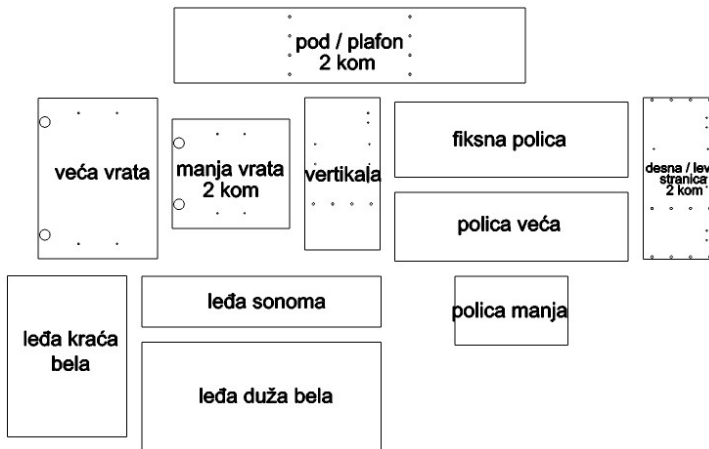 pod / plafon
2 kom
veća vrata
manja vrata
2 kom
vertikala
fiksna polica
desna / lev
stranica
2 kom
polica veća
leđa kraća
bela
leđa sonoma
polica manja
leđa duža bela